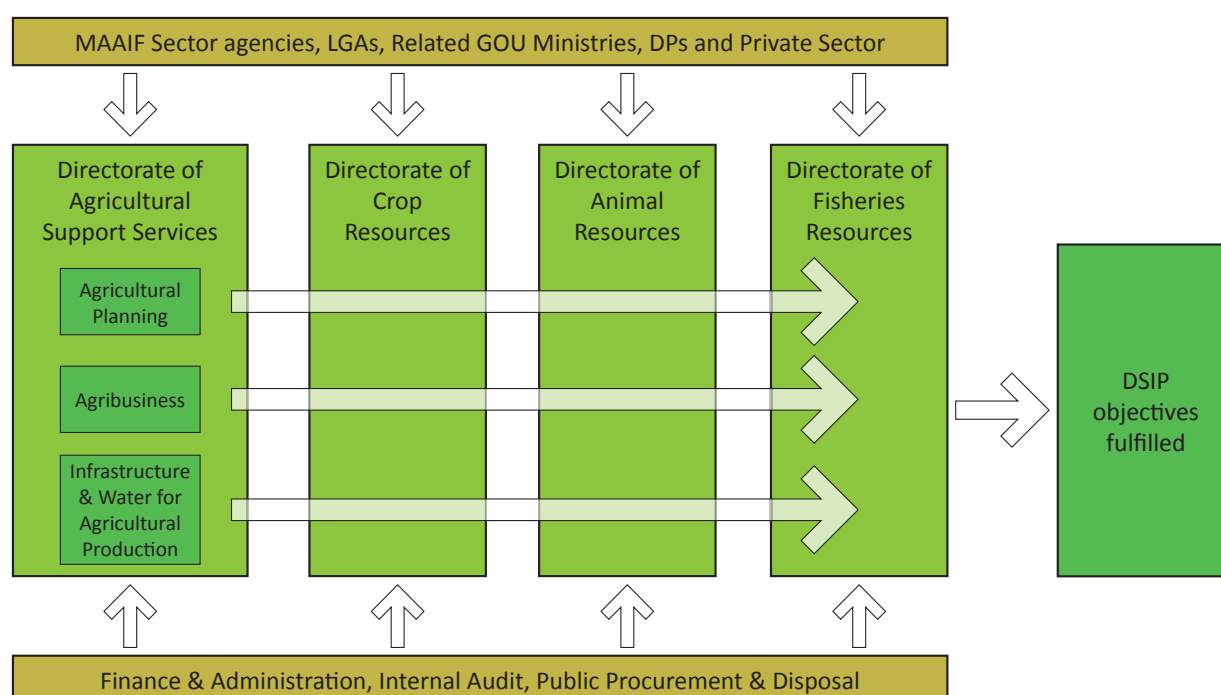 MAAIF Sector agencies, LGAs, Related GOU Ministries, DPs and Private Sector
Directorate of
Agricultural
Support Services
Directorate of
Crop
Resources
Directorate of
Animal
Resources
Directorate of
Fisheries
Resources
Agricultural
Planning
Agribusiness
Infrastructure
& Water for
Agricultural
Production
DSIP
objectives
fulfilled
Finance & Administration, Internal Audit, Public Procurement & Disposal